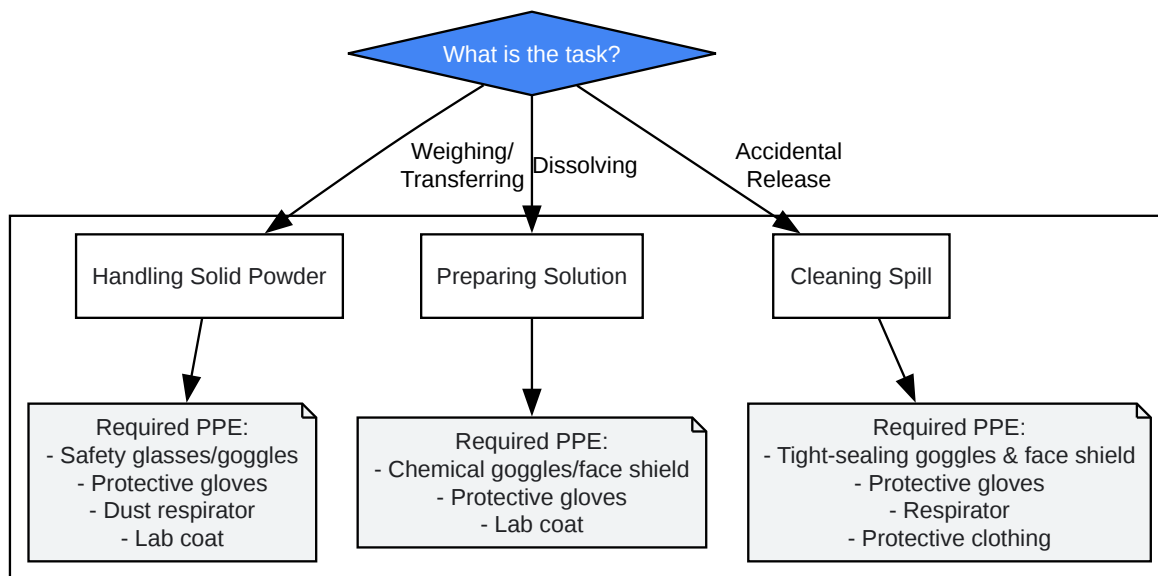 What is the task?
Weighing/
Transferring
Dissolving
Accidental
Release
Handling Solid Powder
Preparing Solution
Cleaning Spill
Required PPE:
- Safety glasses/goggles
- Protective gloves
- Dust respirator
- Lab coat
Required PPE:
- Chemical goggles/face shield
- Protective gloves
- Lab coat
Required PPE:
- Tight-sealing goggles & face shield
- Protective gloves
- Respirator
- Protective clothing